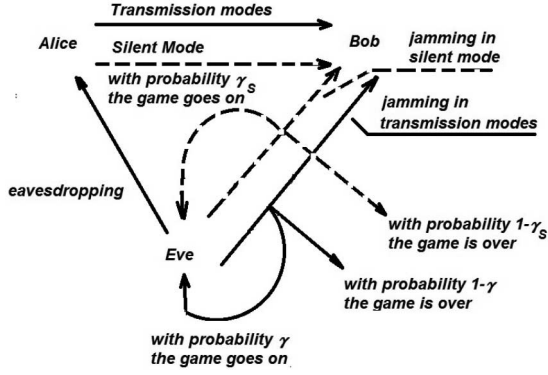 Transmission modes
Alice
Bob
Silent Mode
jamming in
silent mode
with probability γS
the game goes on
jamming in
transmission modes
eavesdropping
with probability 1-γS
the game is over
Eve
with probability 1-γ
the game is over
with probability γ
the game goes on